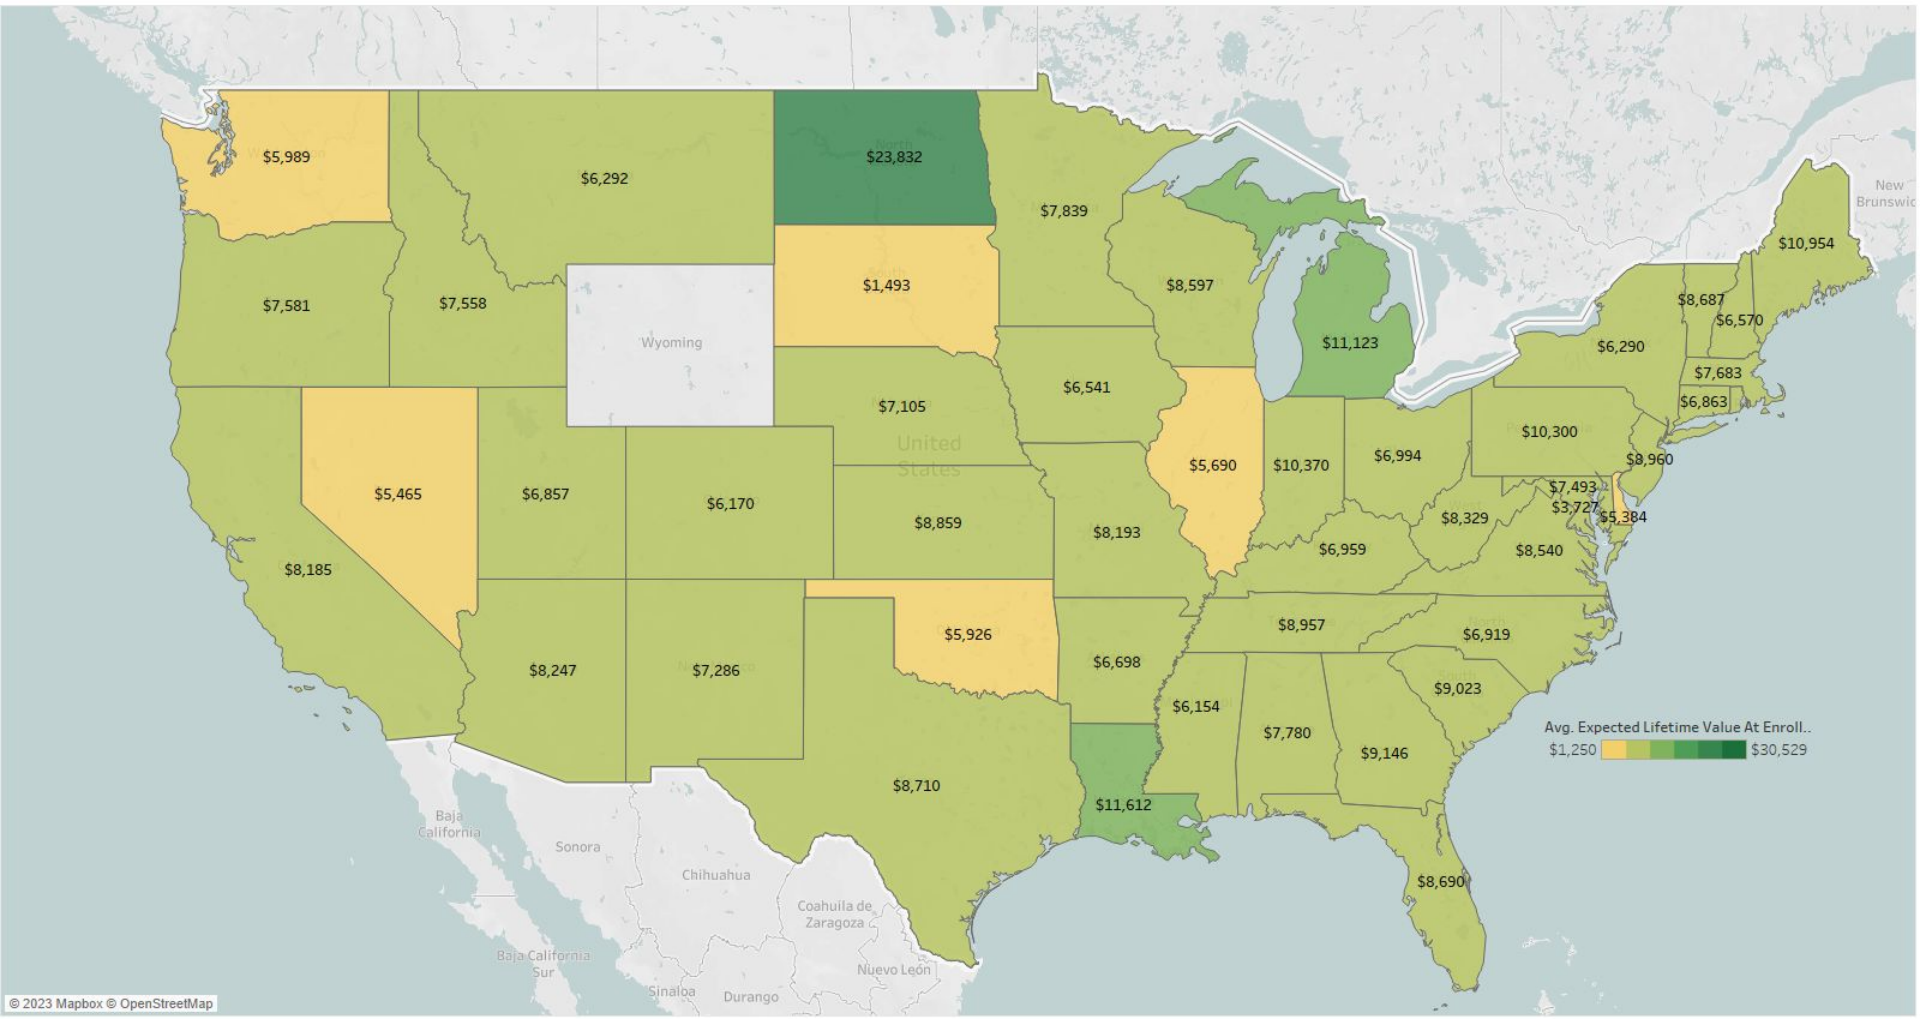 New
Brunswic
$5,989
$6,292
$23,832
$7,839
$10,954
$7,581
$7,558
Wyoming
$1,493
$8,597
$11,123
$8,687
$6,570
$6,290
$7,683
$6,863
$6,541
$7,105
United
States
$5,465
$6,857
$6,170
$8,859
$8,193
$5,690
$10,370
$6,994
$10,300
$8,960
$7,493
$3,727
$5,384
$8,329
$8,540
$6,959
$8,185
$8,247
$7,286
$5,926
$6,698
$8,957
$6,919
$9,023
$6,154
$7,780
$9,146
$8,710
$11,612
$8,690
Avg. Expected Lifetime Value At Enroll..
$1,250
$30,529
Baja
California
Sonora
Chihuahua
Coahuila de
Zaragoza
Baja California
Sur
Nuevo León
Sinaloa
Durango
© 2023 Mapbox © OpenStreetMap